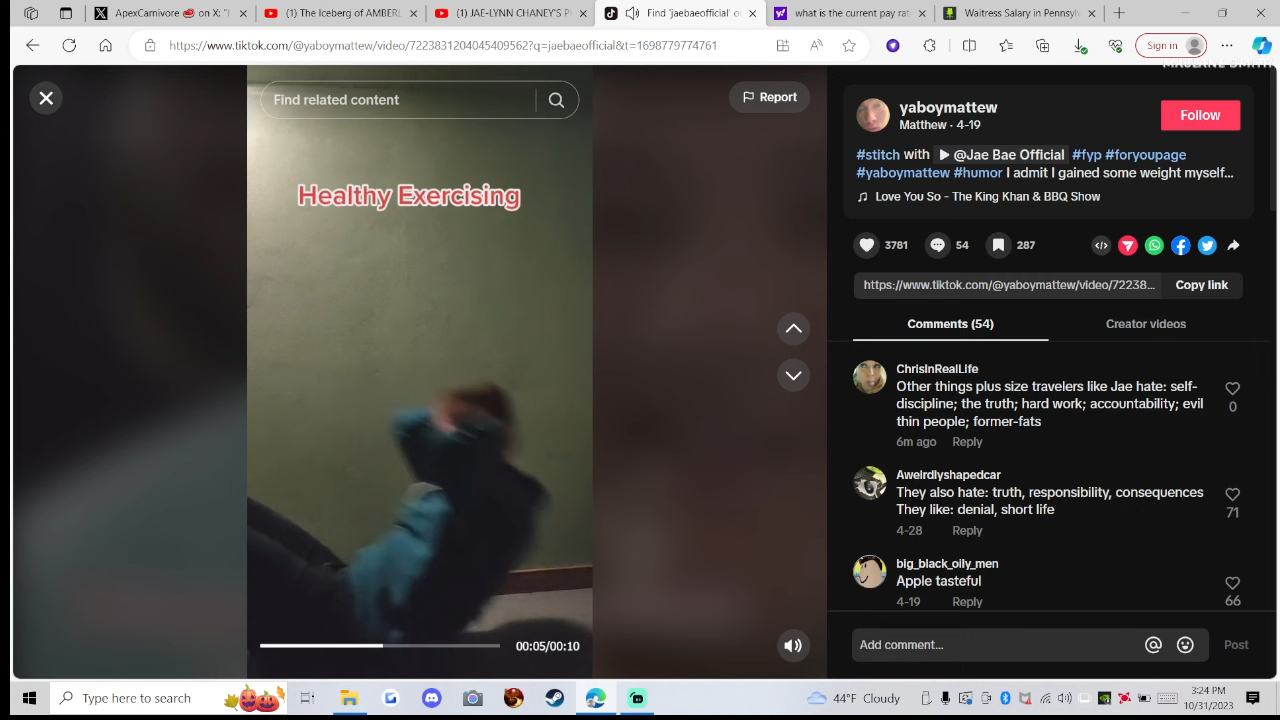 ApexCarnivore
on X: "
(1) The Iceberg of AMBERL
(1) JAE-LYNN CHANEY'S P
Find 'jaebaeofficial' o
what is the current pay rat
Waitress Salary in Pennsylv
https://www.tiktok.com/@yaboymattew/video/7223831204045409562?q=jaebaeofficial&t=1698779774761
Sign in
Find related content
Report
Healthy Exercising
00:05/00:10
yaboymattew
Matthew · 4-19
Follow
#stitch with ▶ @Jae Bae Official #fyp #foryoupage
#yaboymattew #humor I admit I gained some weight myself...
Love You So - The King Khan & BBQ Show
3781
54
287
https://www.tiktok.com/@yaboymattew/video/72238...
Copy link
Comments (54)
Creator videos
ChrisInRealLife
Other things plus size travelers like Jae hate: self-
discipline; the truth; hard work; accountability; evil
thin people; former-fats
0
6m ago Reply
Aweirdlyshapedcar
They also hate: truth, responsibility, consequences
They like: denial, short life
71
4-28 Reply
big_black_oily_men
Apple tasteful
66
4-19 Reply
Add comment...
Post
Type here to search
44°F Cloudy
3:24 PM
10/31/2023